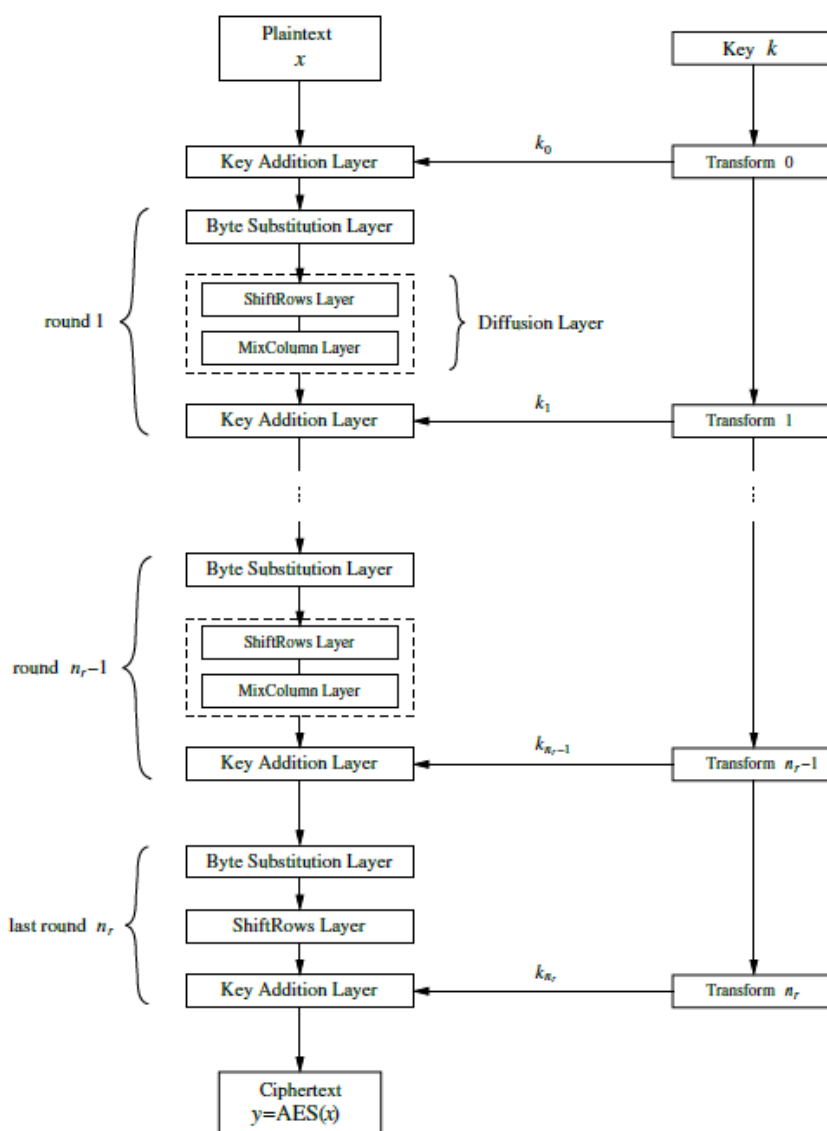 Plaintext
x
Key k
k0
Key Addition Layer
Transform 0
Byte Substitution Layer
ShiftRows Layer
round 1
Diffusion Layer
MixColumn Layer
k1
Key Addition Layer
Transform 1
Byte Substitution Layer
ShiftRows Layer
round nr−1
MixColumn Layer
knr−1
Key Addition Layer
Transform nr−1
Byte Substitution Layer
last round nr
ShiftRows Layer
knr
Key Addition Layer
Transform nr
Ciphertext
y=AES(x)